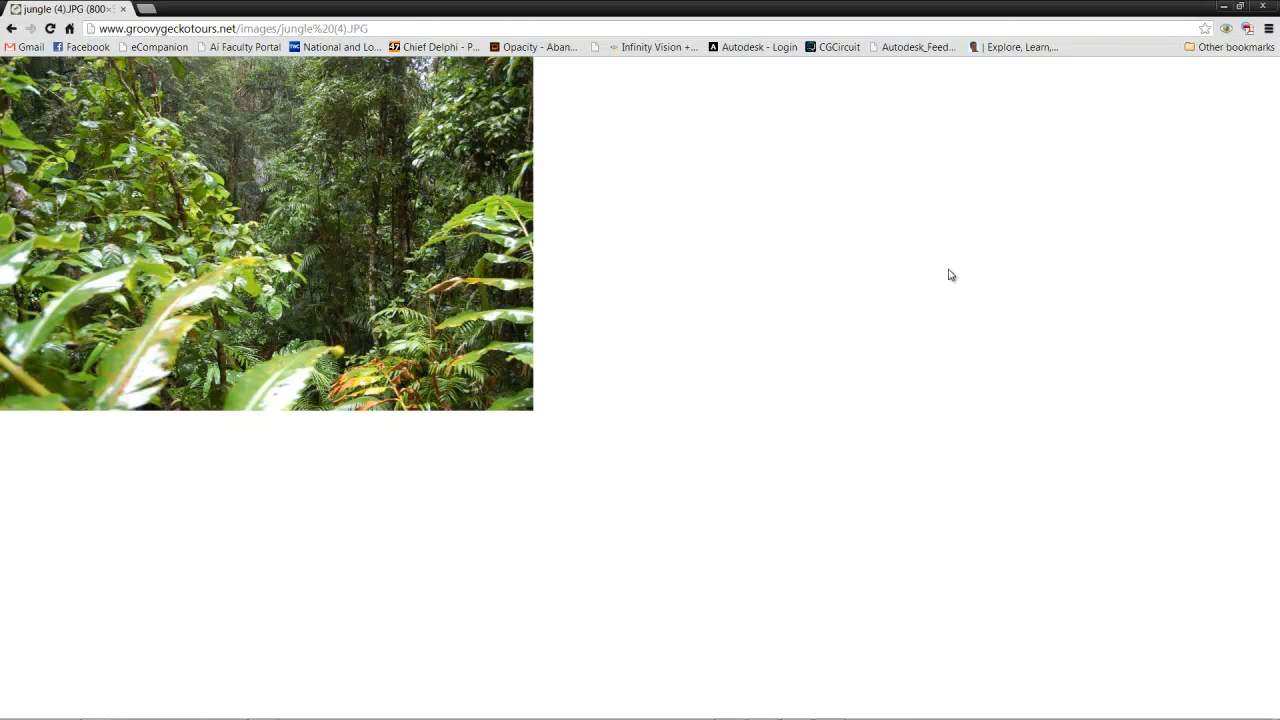 jungle (4).JPG (800×
www.groovygeckotours.net/images/jungle%20(4).JPG
Gmail Facebook eCompanion Ai Faculty Portal National and Lo... Chief Delphi - P... Opacity - Aban... Infinity Vision +... Autodesk - Login CGCircuit Autodesk_Feed... | Explore, Learn,... Other bookmarks